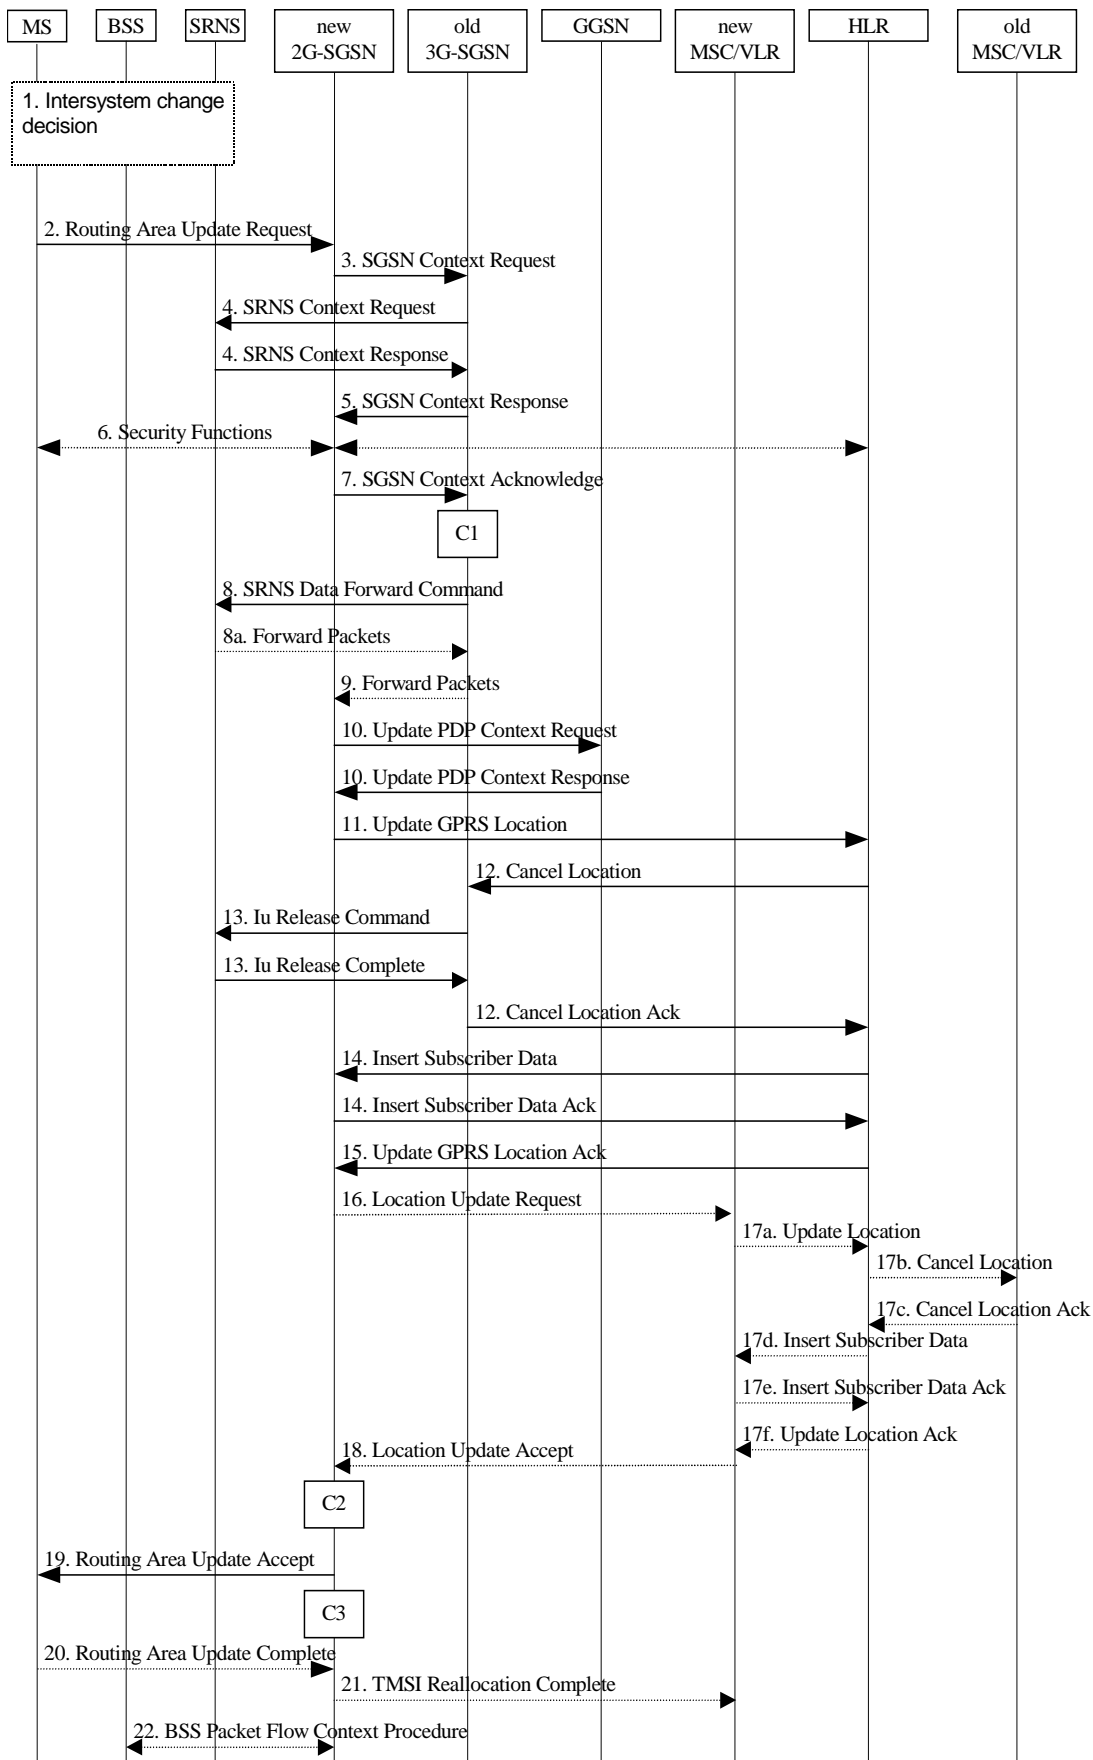 MS
BSS
SRNS
new
2G-SGSN
old
3G-SGSN
GGSN
new
MSC/VLR
HLR
old
MSC/VLR
1. Intersystem change
decision
2. Routing Area Update Request
3. SGSN Context Request
4. SRNS Context Request
4. SRNS Context Response
5. SGSN Context Response
6. Security Functions
7. SGSN Context Acknowledge
C1
8. SRNS Data Forward Command
8a. Forward Packets
9. Forward Packets
10. Update PDP Context Request
10. Update PDP Context Response
11. Update GPRS Location
12. Cancel Location
13. Iu Release Command
13. Iu Release Complete
12. Cancel Location Ack
14. Insert Subscriber Data
14. Insert Subscriber Data Ack
15. Update GPRS Location Ack
16. Location Update Request
17a. Update Location
17b. Cancel Location
17c. Cancel Location Ack
17d. Insert Subscriber Data
17e. Insert Subscriber Data Ack
17f. Update Location Ack
18. Location Update Accept
C2
19. Routing Area Update Accept
C3
20. Routing Area Update Complete
21. TMSI Reallocation Complete
22. BSS Packet Flow Context Procedure